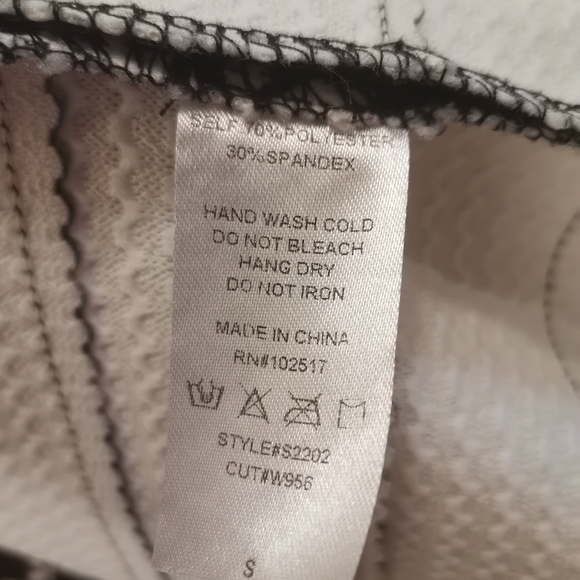 SELF 70%POLYESTER
30%SPANDEX
HAND WASH COLD
DO NOT BLEACH
HANG DRY
DO NOT IRON
MADE IN CHINA
RN#102517
STYLE#S2202
CUT#W956
S